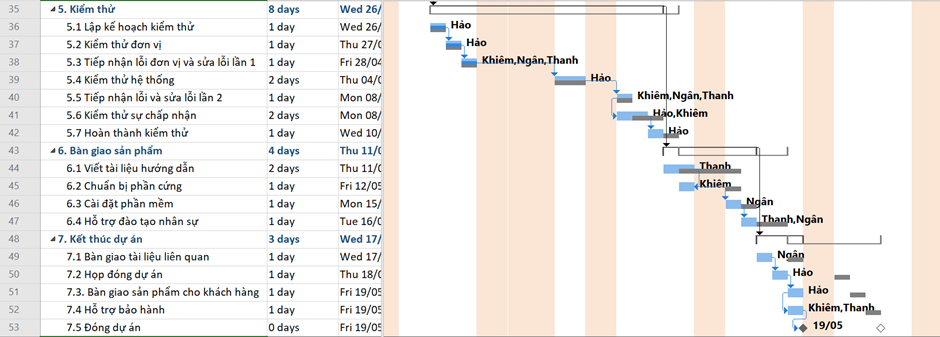 35 5. Kiểm thử 8 days Wed 26/
36 5.1 Lập kế hoạch kiểm thử 1 day Wed 26/ Hảo
37 5.2 Kiểm thử đơn vị 1 day Thu 27/0 Hảo
38 5.3 Tiếp nhận lỗi đơn vị và sửa lỗi lần 1 1 day Fri 28/04 Khiêm,Ngân,Thanh
39 5.4 Kiểm thử hệ thống 2 days Thu 04/0 Hảo
40 5.5 Tiếp nhận lỗi và sửa lỗi lần 2 1 day Mon 08/ Khiêm,Ngân,Thanh
41 5.6 Kiểm thử sự chấp nhận 2 days Mon 08/ Hảo,Khiêm
42 5.7 Hoàn thành kiểm thử 1 day Wed 10/ Hảo
43 6. Bàn giao sản phẩm 4 days Thu 11/0
44 6.1 Viết tài liệu hướng dẫn 2 days Thu 11/0 Thanh
45 6.2 Chuẩn bị phần cứng 1 day Fri 12/05 Khiêm
46 6.3 Cài đặt phần mềm 1 day Mon 15/ Ngân
47 6.4 Hỗ trợ đào tạo nhân sự 1 day Tue 16/0 Thanh,Ngân
48 7. Kết thúc dự án 3 days Wed 17/
49 7.1 Bàn giao tài liệu liên quan 1 day Wed 17/ Ngân
50 7.2 Họp đóng dự án 1 day Thu 18/0 Hảo
51 7.3. Bàn giao sản phẩm cho khách hàng 1 day Fri 19/05 Hảo
52 7.4 Hỗ trợ bảo hành 1 day Fri 19/05 Khiêm,Thanh
53 7.5 Đóng dự án 0 days Fri 19/05 19/05